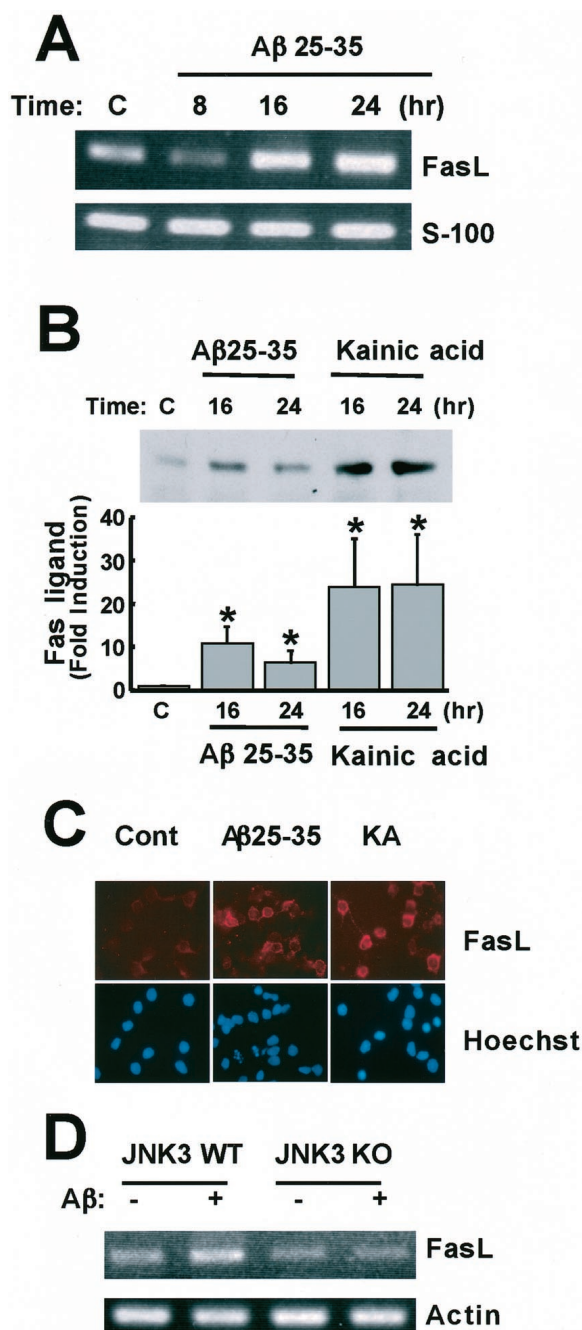 A
Aβ 25-35
Time: C 8 16 24 (hr)
FasL
S-100
B
Aβ25-35 Kainic acid
Time: C 16 24 16 24 (hr)
Fas ligand
(Fold Induction)
40
30
20
10
0
* * * *
C 16 24 16 24 (hr)
Aβ 25-35 Kainic acid
C
Cont Aβ25-35 KA
FasL
Hoechst
D
JNK3 WT JNK3 KO
Aβ: - + - +
FasL
Actin